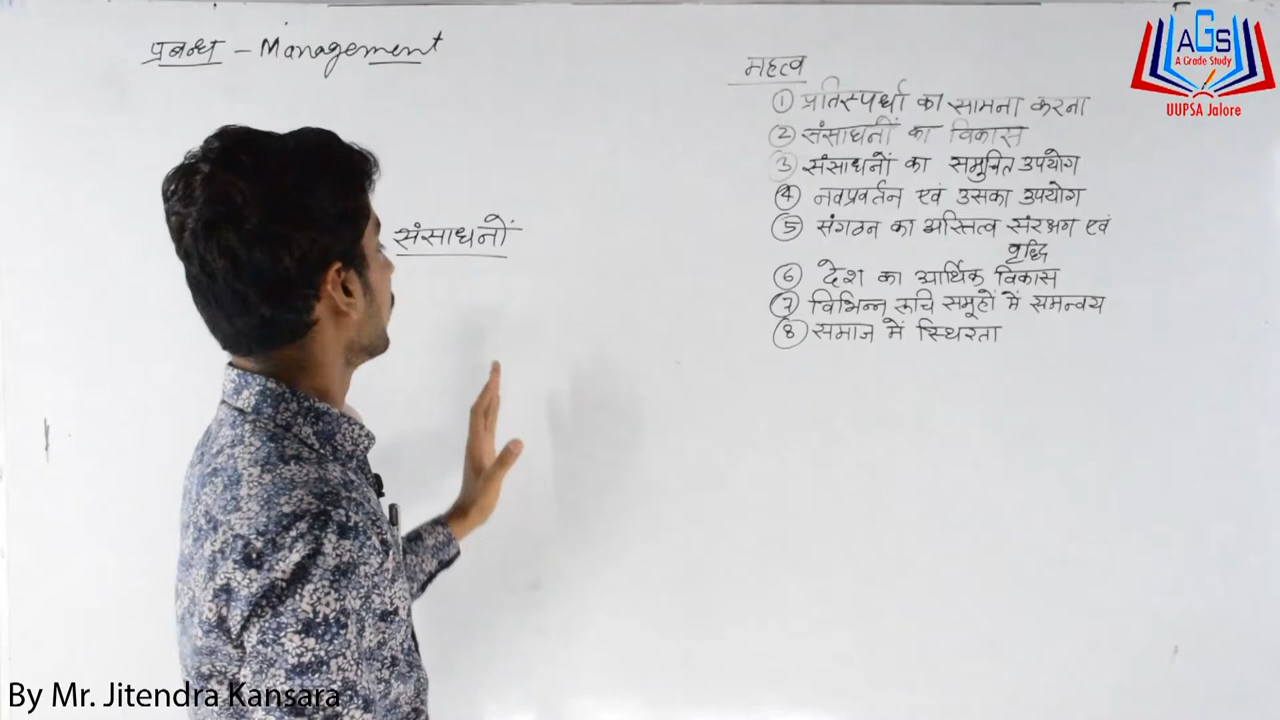 प्रबन्ध – Management
संसाधनों
महत्व
① प्रतिस्पर्धा का सामना करना
② संसाधनों का विकास
③ संसाधनों का समुचित उपयोग
④ नवप्रवर्तन एवं उसका उपयोग
⑤ संगठन का अस्तित्व संरक्षण एवं
वृद्धि
⑥ देश का आर्थिक विकास
⑦ विभिन्न रूचि समूहों में समन्वय
⑧ समाज में स्थिरता
AGS
A Grade Study
UUPSA Jalore
By Mr. Jitendra Kansara